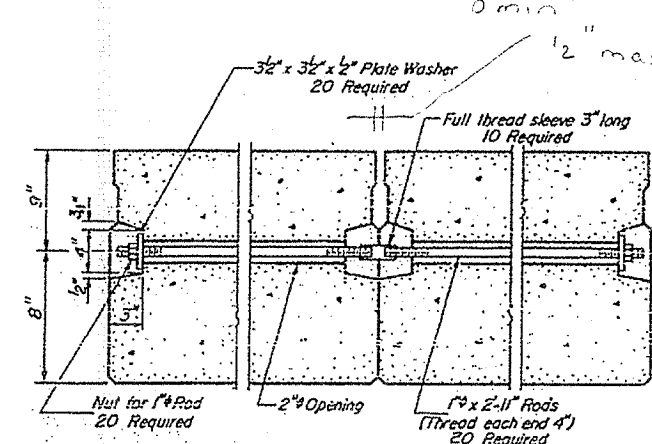 0 min
1/2" max
3½" x 3½" x ½" Plate Washer
20 Required
Full thread sleeve 3" long
10 Required
9"
4"
½"
8"
Nut for 1"φ Rod
20 Required
2"φ Opening
1"φ x 2'-11" Rods
(Thread each end 4")
20 Required